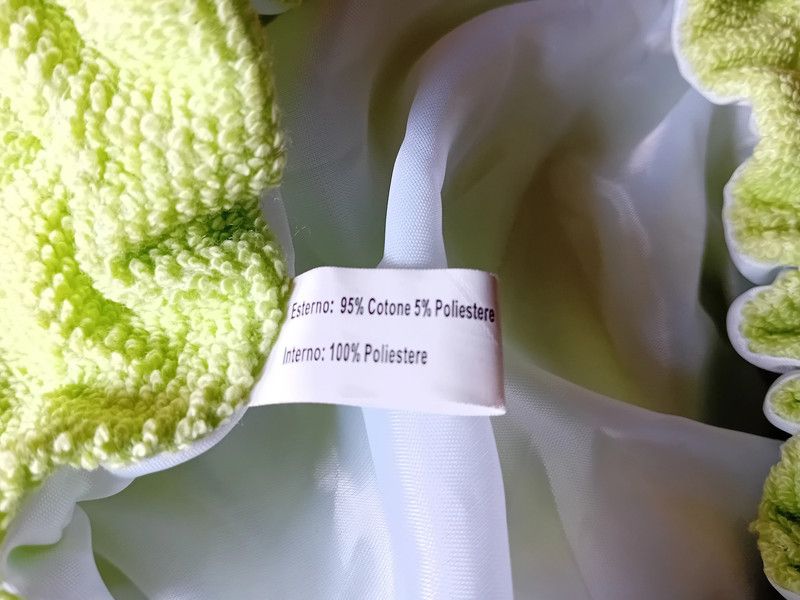 Esterno: 95% Cotone 5% Poliestere
Interno: 100% Poliestere